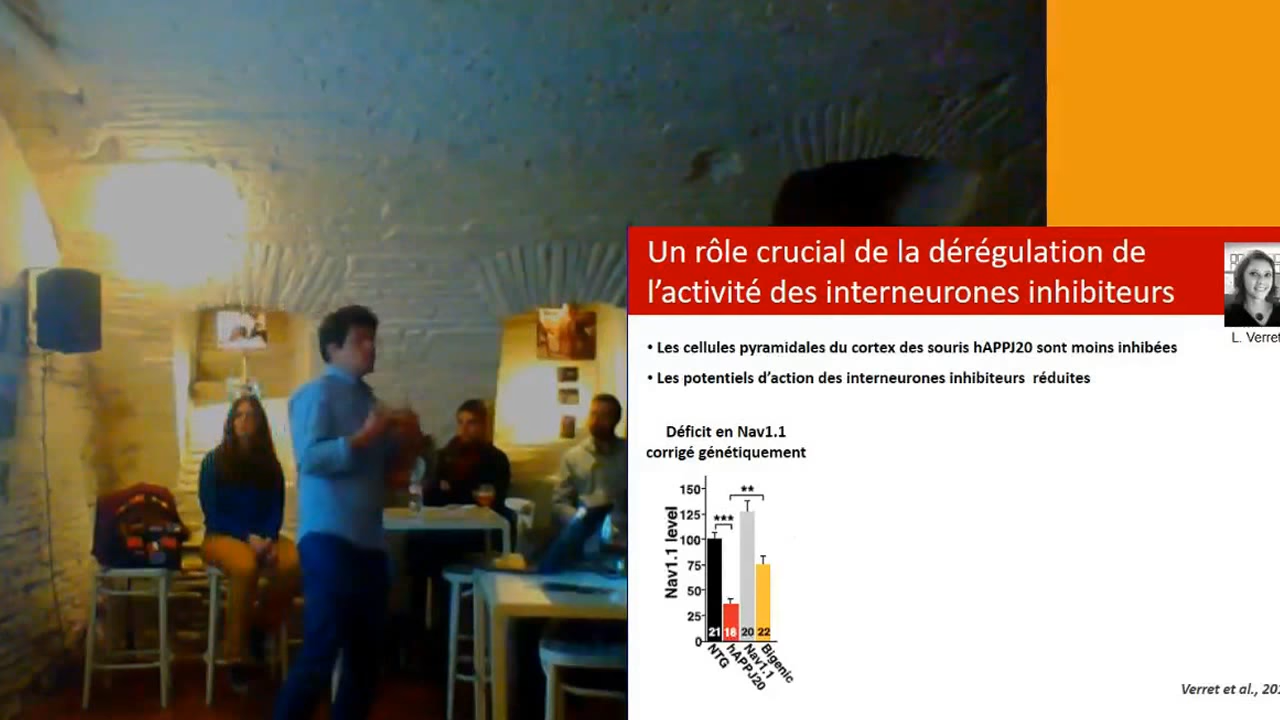 Un rôle crucial de la dérégulation de
l’activité des interneurones inhibiteurs
L. Verret
• Les cellules pyramidales du cortex des souris hAPPJ20 sont moins inhibées
• Les potentiels d’action des interneurones inhibiteurs réduites
Déficit en Nav1.1
corrigé génétiquement
Nav1.1 level
150
125
100
75
50
25
0
***
**
21 18 20 22
NTG
hAPPJ20
Nav1.1
Bigenic
Verret et al.,